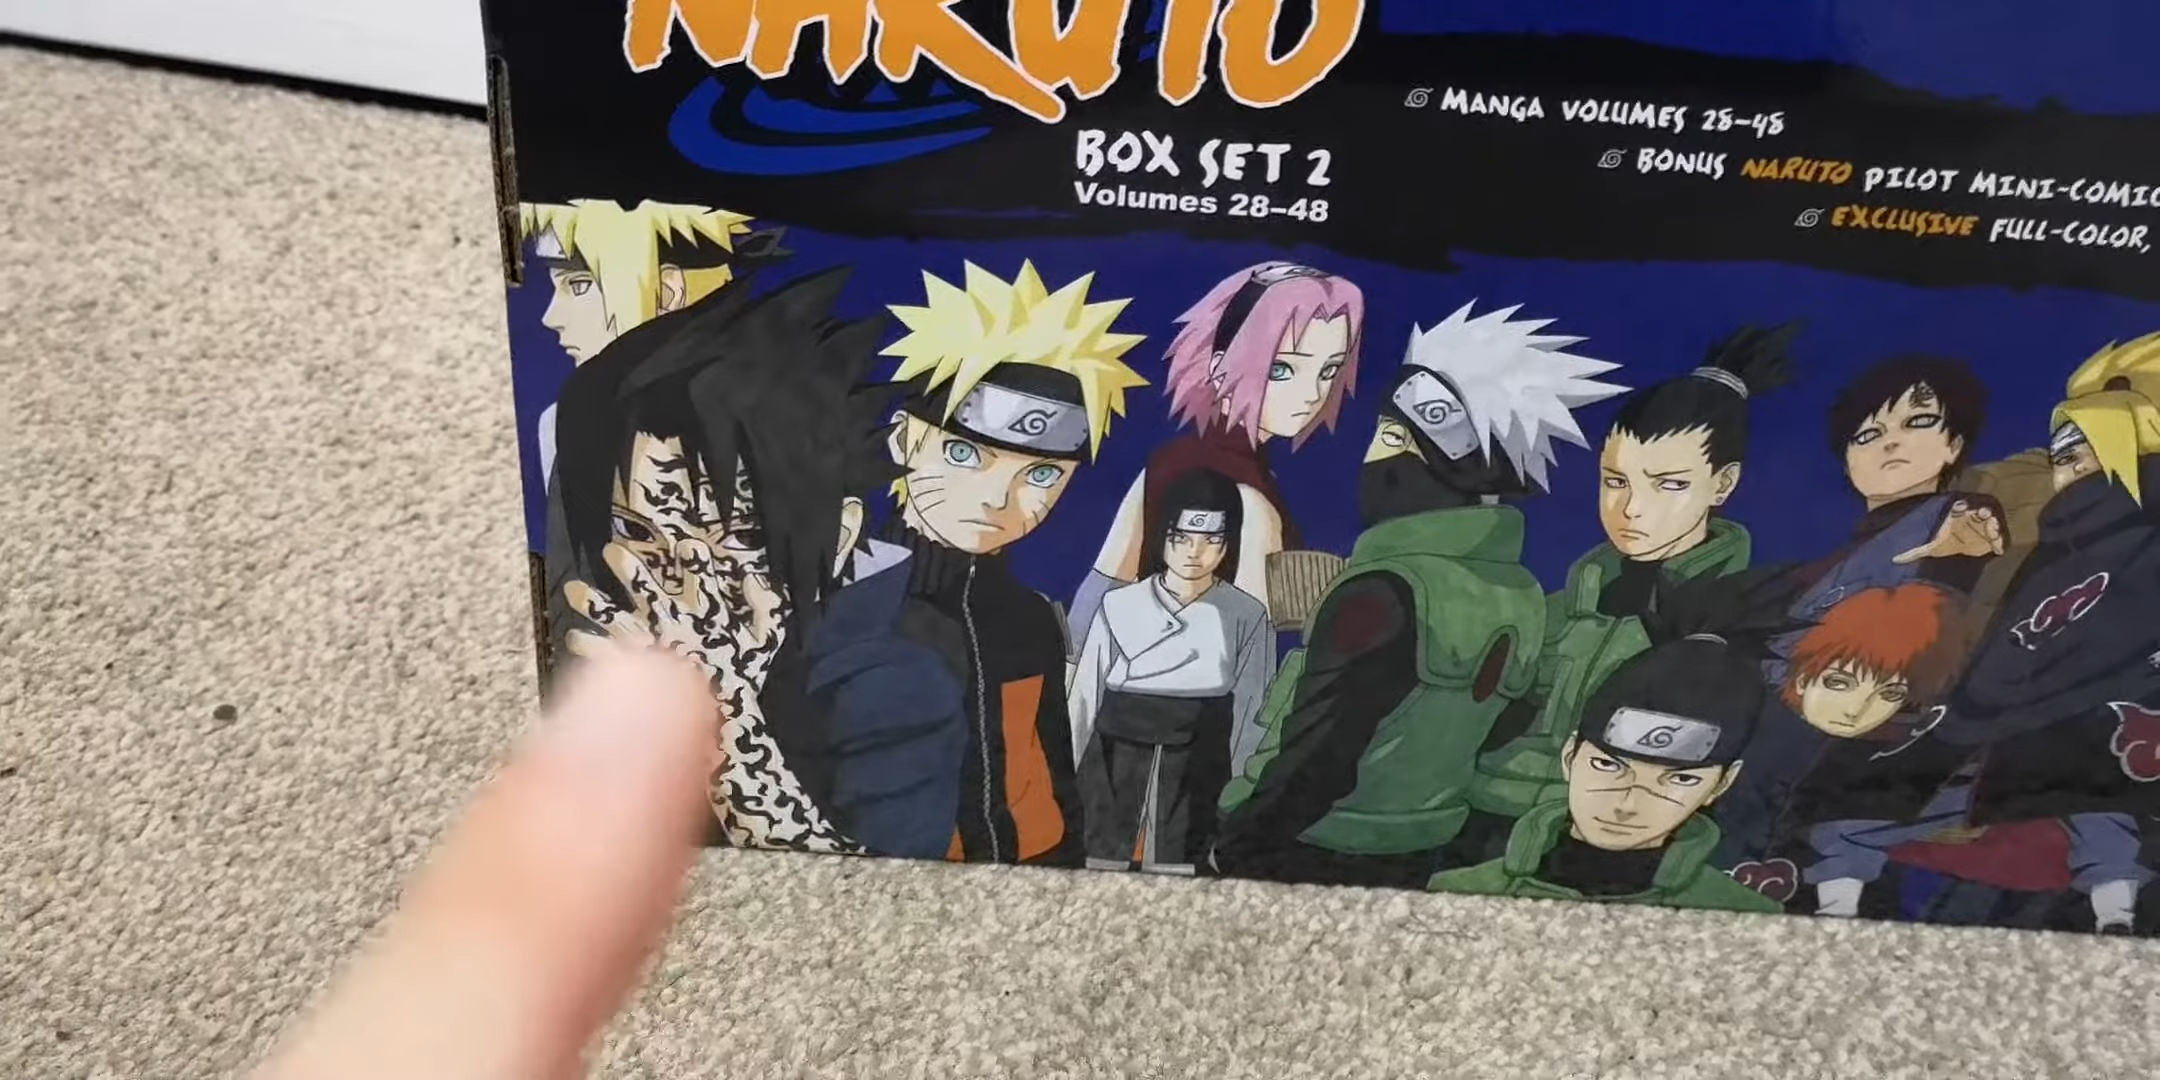 NARUTO
BOX SET 2
Volumes 28–48
MANGA VOLUMES 28–48
BONUS NARUTO PILOT MINI-COMIC
EXCLUSIVE FULL-COLOR,